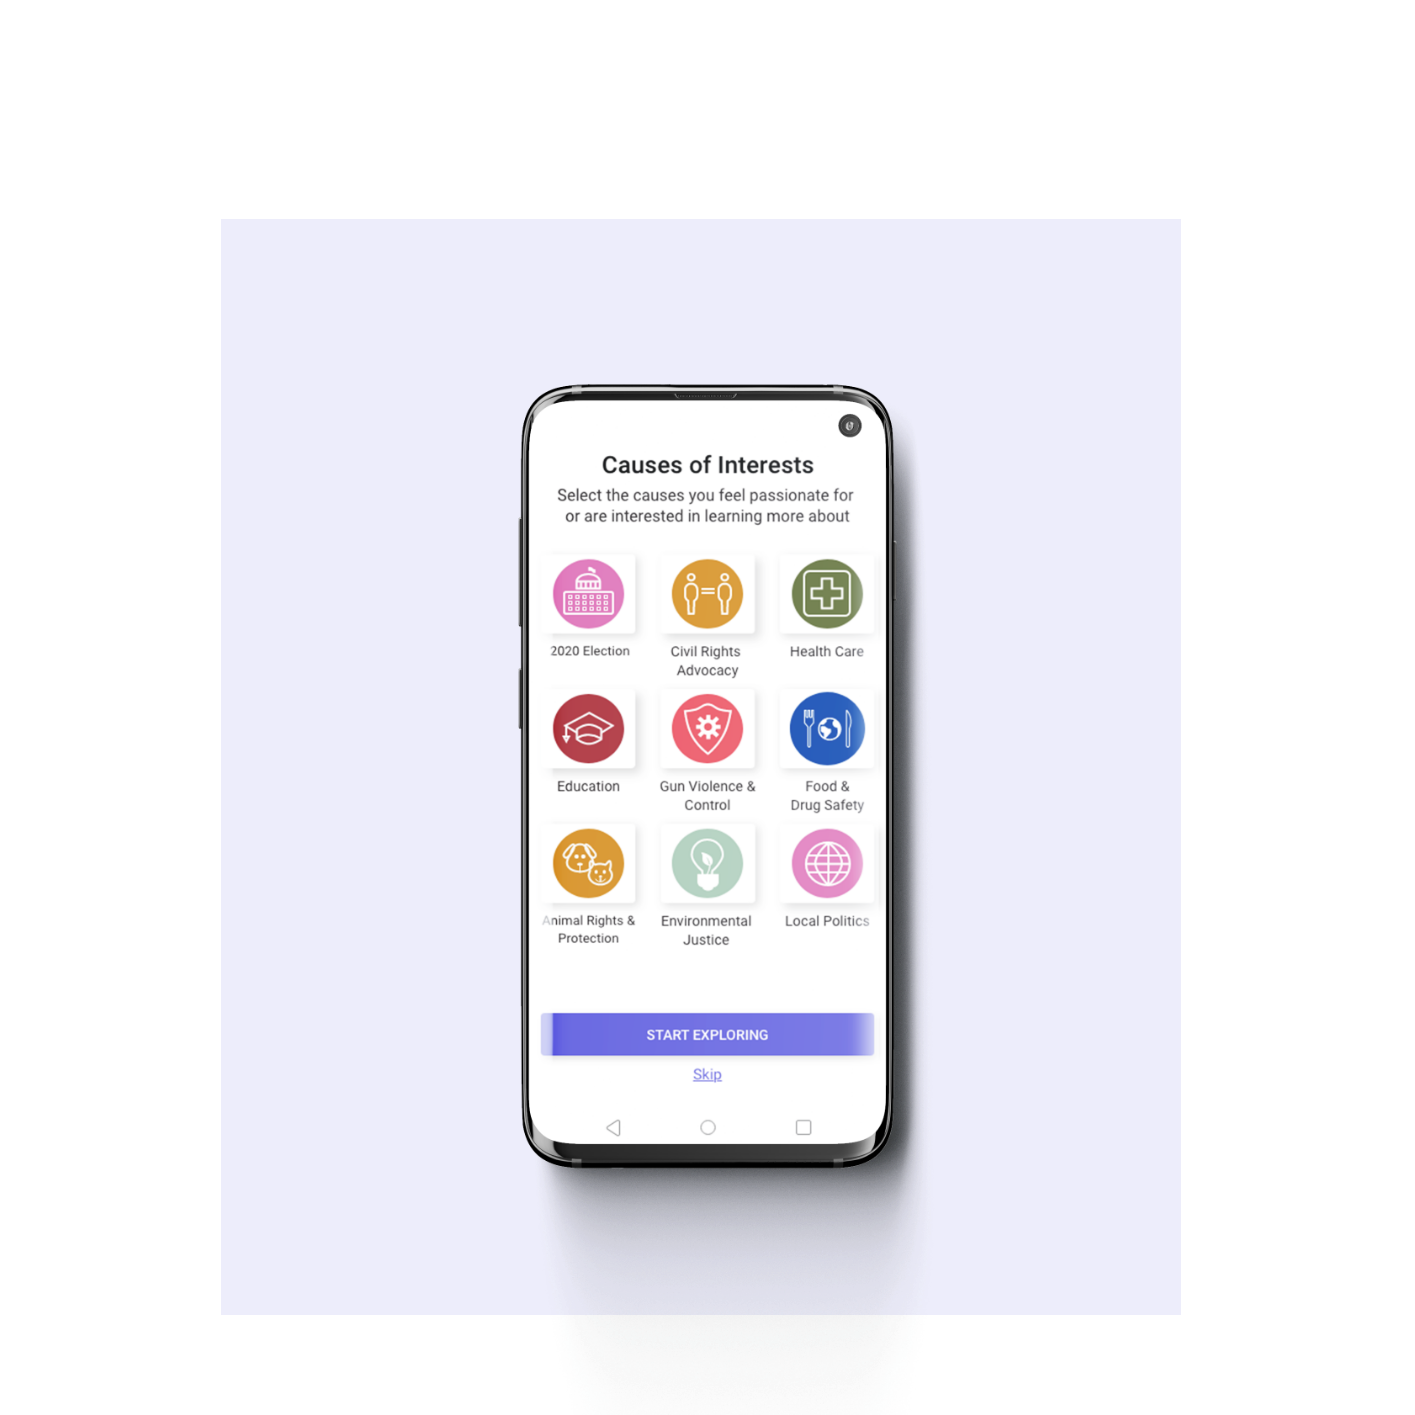 Causes of Interests
Select the causes you feel passionate for
or are interested in learning more about
2020 Election
Civil Rights
Advocacy
Health Care
Education
Gun Violence &
Control
Food &
Drug Safety
Animal Rights &
Protection
Environmental
Justice
Local Politics
START EXPLORING
Skip